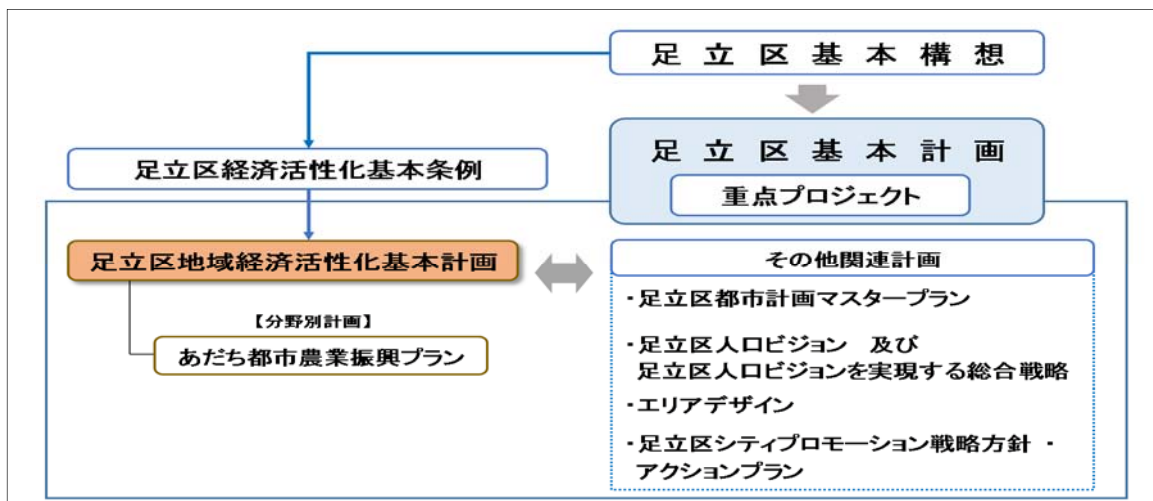 足立区基本構想
足立区経済活性化基本条例
足立区基本計画
重点プロジェクト
足立区地域経済活性化基本計画
【分野別計画】
あだち都市農業振興プラン
その他関連計画
・足立区都市計画マスタープラン
・足立区人口ビジョン 及び
足立区人口ビジョンを実現する総合戦略
・エリアデザイン
・足立区シティプロモーション戦略方針・
アクションプラン